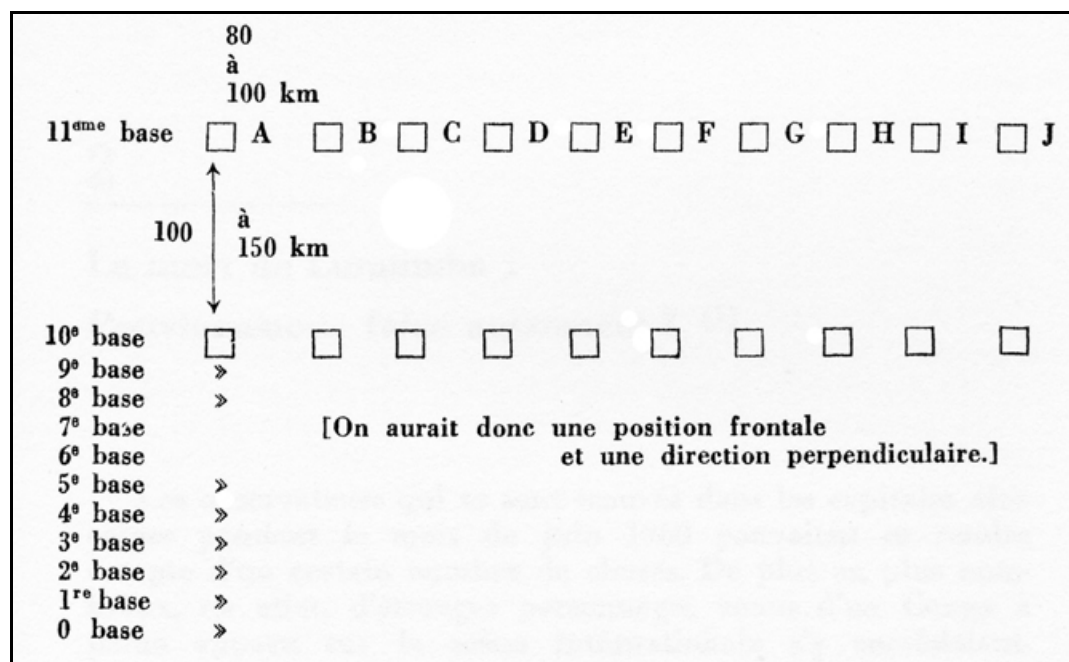 80
à
100 km
11ème base A B C D E F G H I J
100
à
150 km
10e base
9e base »
8e base »
7e base
[On aurait donc une position frontale
6e base
et une direction perpendiculaire.]
5e base »
4e base »
3e base »
2e base »
1re base »
0 base »